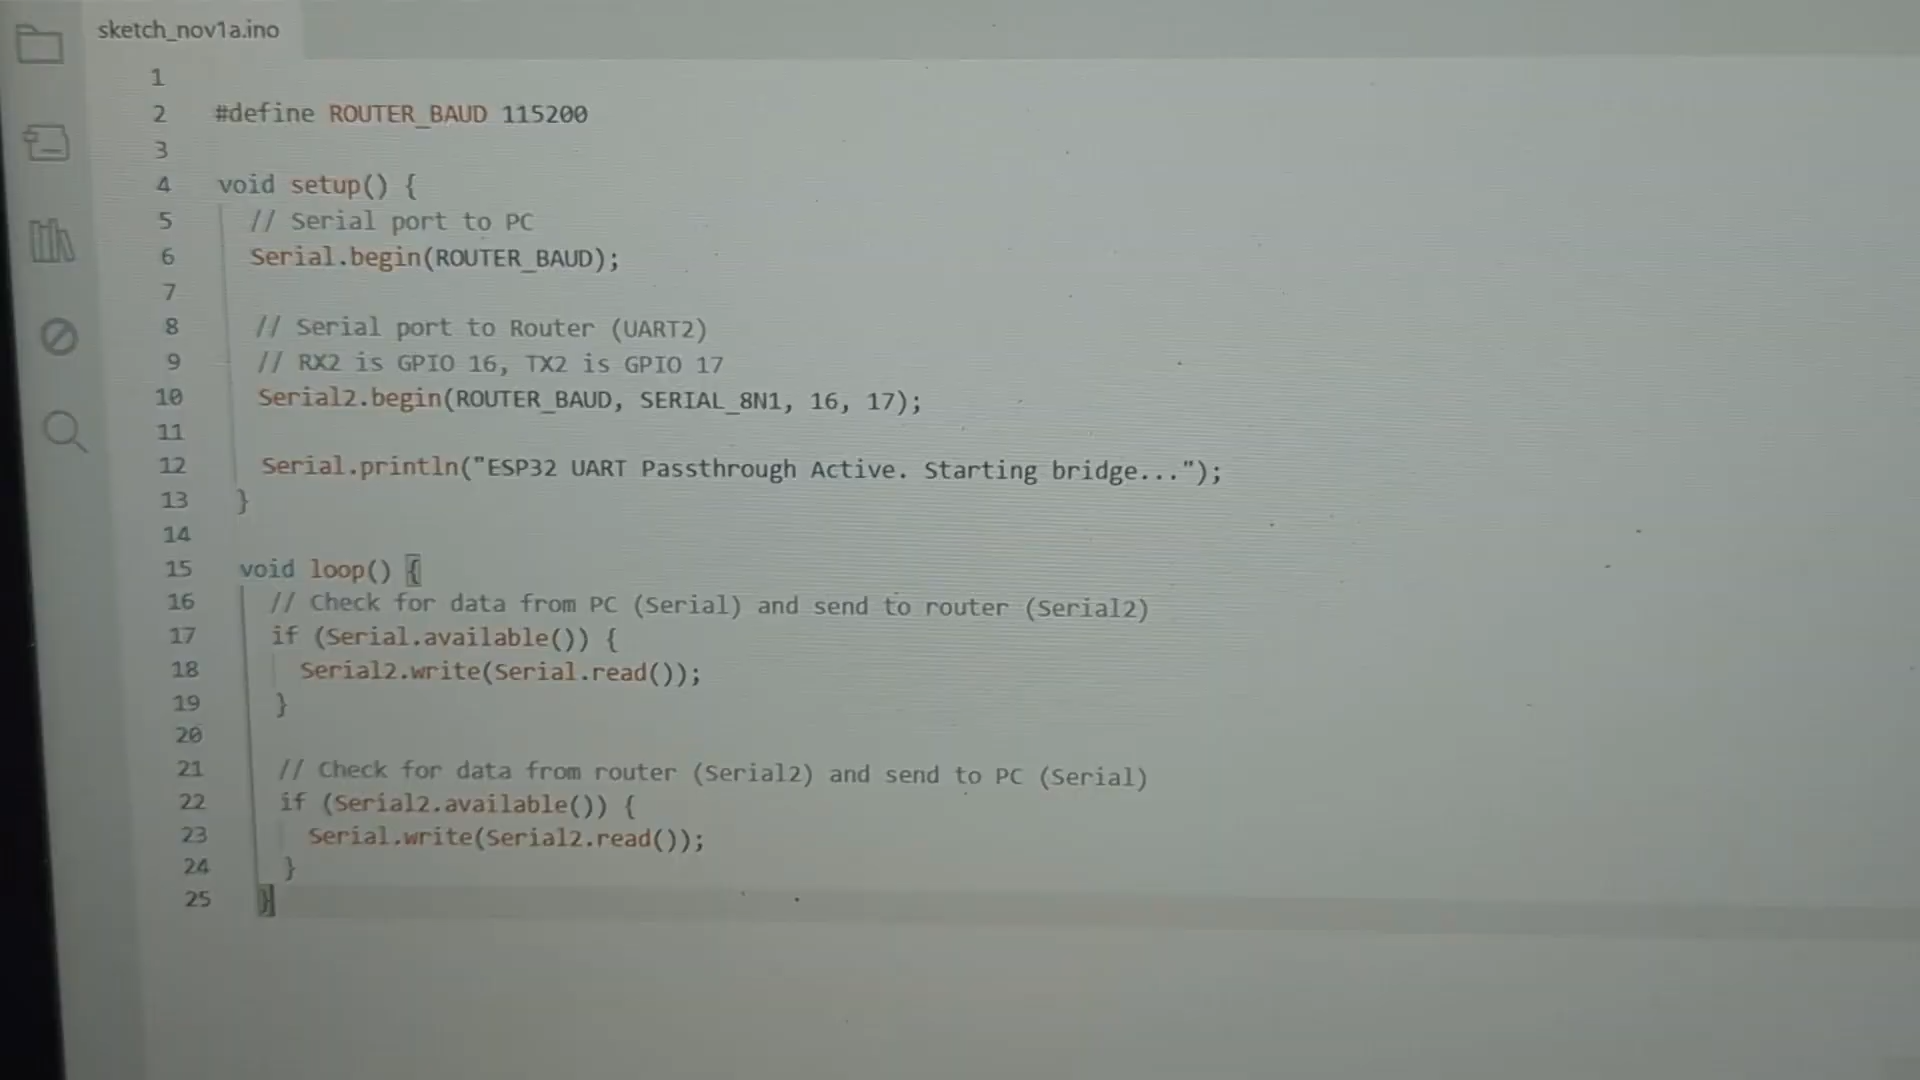 sketch_nov1a.ino
1
2 #define ROUTER_BAUD 115200
3
4 void setup() {
5 // Serial port to PC
6 Serial.begin(ROUTER_BAUD);
7
8 // Serial port to Router (UART2)
9 // RX2 is GPIO 16, TX2 is GPIO 17
10 Serial2.begin(ROUTER_BAUD, SERIAL_8N1, 16, 17);
11
12 Serial.println("ESP32 UART Passthrough Active. Starting bridge...");
13 }
14
15 void loop() {
16 // Check for data from PC (Serial) and send to router (Serial2)
17 if (Serial.available()) {
18 Serial2.write(Serial.read());
19 }
20
21 // Check for data from router (Serial2) and send to PC (Serial)
22 if (Serial2.available()) {
23 Serial.write(Serial2.read());
24 }
25 }